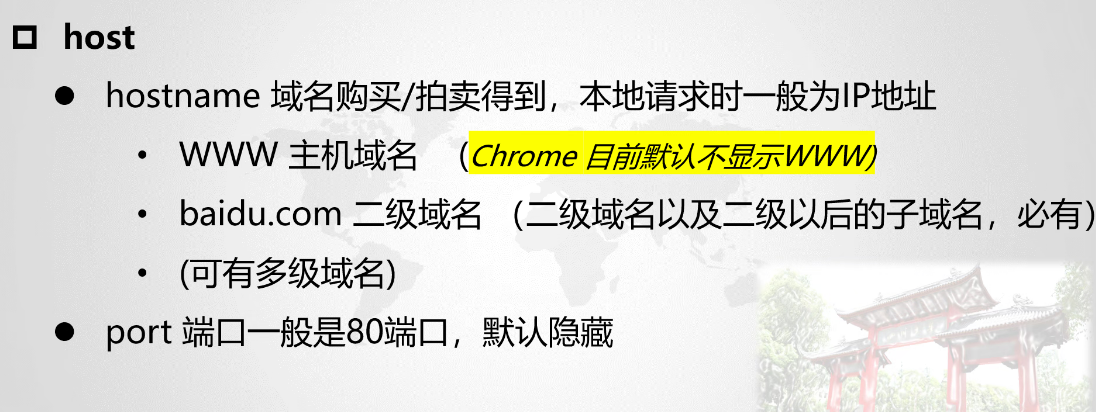 host
hostname 域名购买/拍卖得到，本地请求时一般为IP地址
WWW 主机域名 （Chrome 目前默认不显示WWW)
baidu.com 二级域名 （二级域名以及二级以后的子域名，必有）
(可有多级域名)
port 端口一般是80端口，默认隐藏